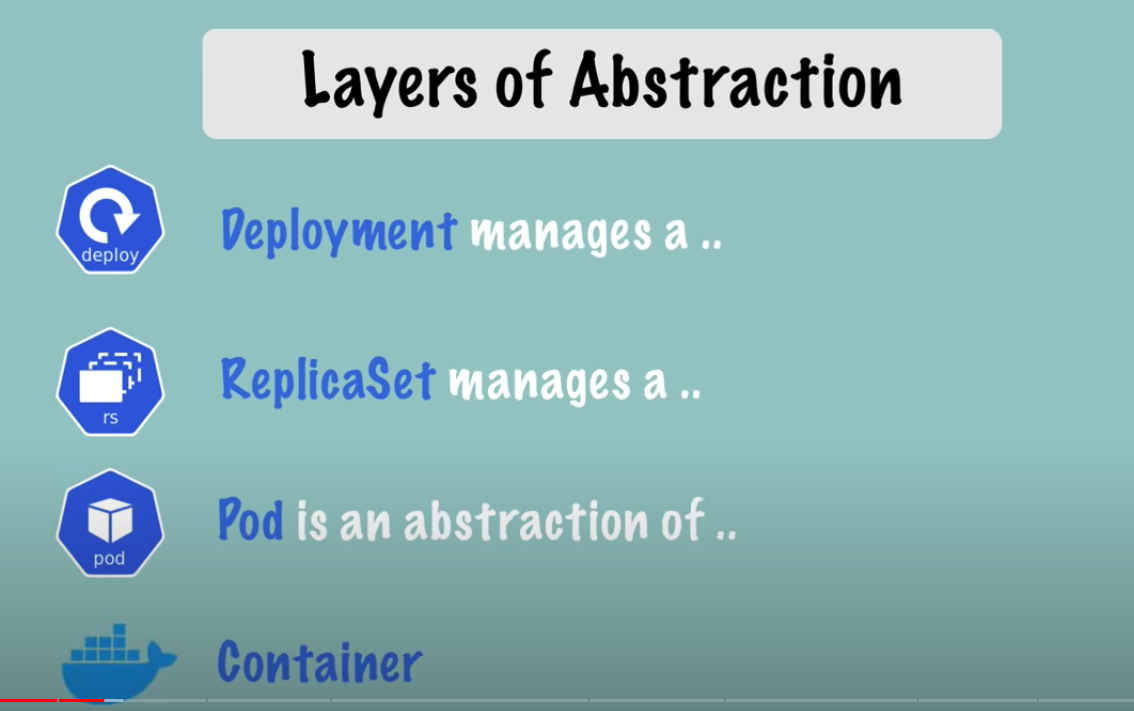 Layers of Abstraction
deploy
Deployment manages a ..
rs
ReplicaSet manages a ..
pod
Pod is an abstraction of ..
Container